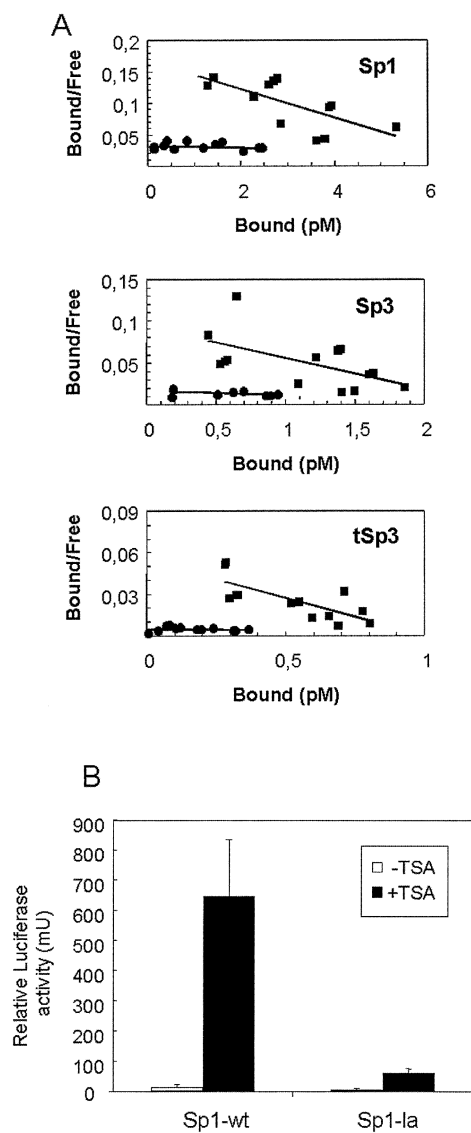 A
Sp1
Bound/Free
0,2
0,15
0,1
0,05
0 2 4 6
Bound (pM)
Sp3
Bound/Free
0,15
0,1
0,05
0 0,5 1 1,5 2
Bound (pM)
tSp3
Bound/Free
0,09
0,06
0,03
0 0,5 1
Bound (pM)
B
Relative Luciferase
activity (mU)
900
800
700
600
500
400
300
200
100
0
-TSA
+TSA
Sp1-wt Sp1-la